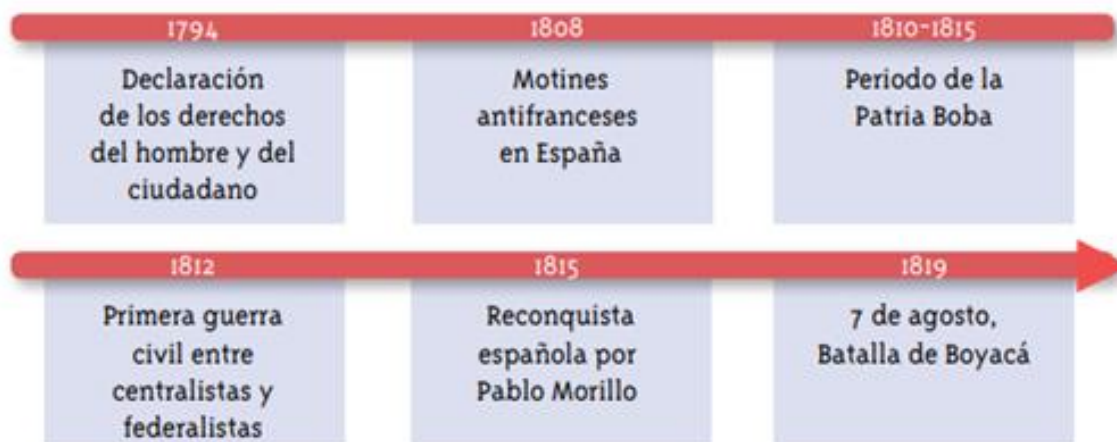 1794
Declaración
de los derechos
del hombre y del
ciudadano
1808
Motines
antifranceses
en España
1810-1815
Periodo de la
Patria Boba
1812
Primera guerra
civil entre
centralistas y
federalistas
1815
Reconquista
española por
Pablo Morillo
1819
7 de agosto,
Batalla de Boyacá